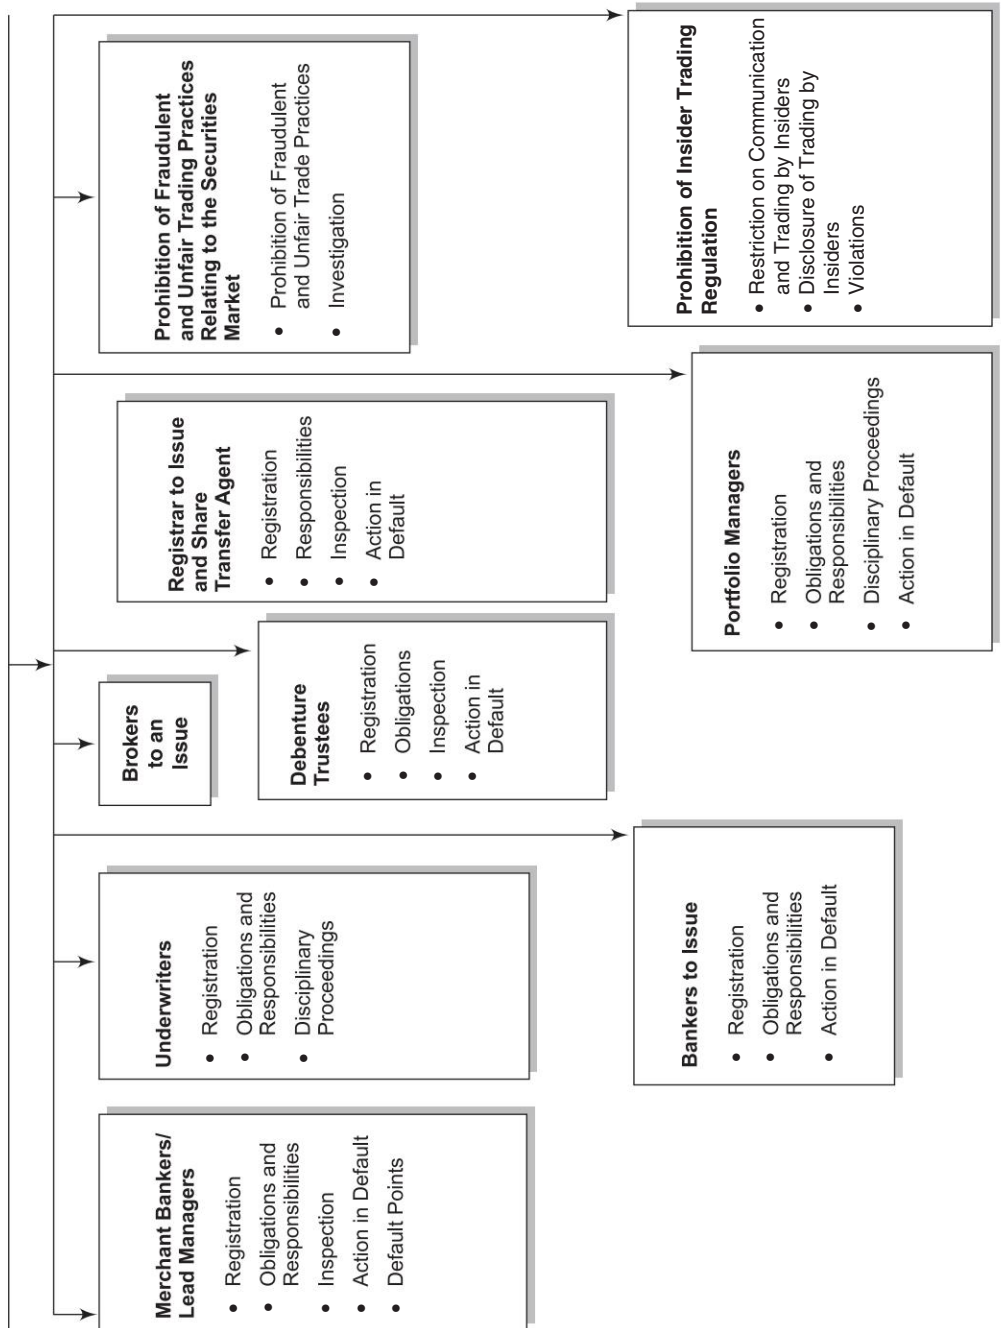 Merchant Bankers/
Lead Managers
• Registration
• Obligations and
Responsibilities
• Inspection
• Action in Default
• Default Points
Underwriters
• Registration
• Obligations and
Responsibilities
• Disciplinary
Proceedings
Bankers to Issue
• Registration
• Obligations and
Responsibilities
• Action in Default
Brokers
to an
Issue
Debenture
Trustees
• Registration
• Obligations
• Inspection
• Action in
Default
Registrar to Issue
and Share
Transfer Agent
• Registration
• Responsibilities
• Inspection
• Action in
Default
Portfolio Managers
• Registration
• Obligations and
Responsibilities
• Disciplinary Proceedings
• Action in Default
Prohibition of Fraudulent
and Unfair Trading Practices
Relating to the Securities
Market
• Prohibition of Fraudulent
and Unfair Trade Practices
• Investigation
Prohibition of Insider Trading
Regulation
• Restriction on Communication
and Trading by Insiders
• Disclosure of Trading by
Insiders
• Violations